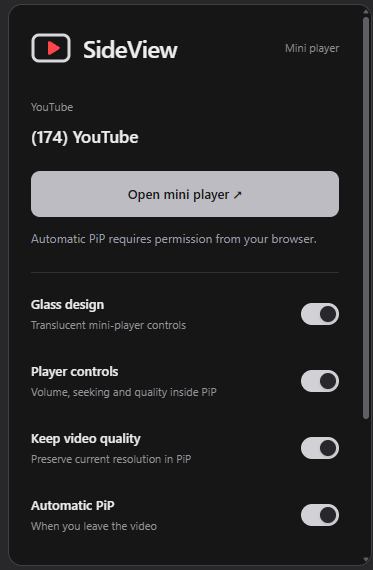 SideView
Mini player
YouTube
(174) YouTube
Open mini player ↗
Automatic PiP requires permission from your browser.
Glass design
Translucent mini-player controls
Player controls
Volume, seeking and quality inside PiP
Keep video quality
Preserve current resolution in PiP
Automatic PiP
When you leave the video